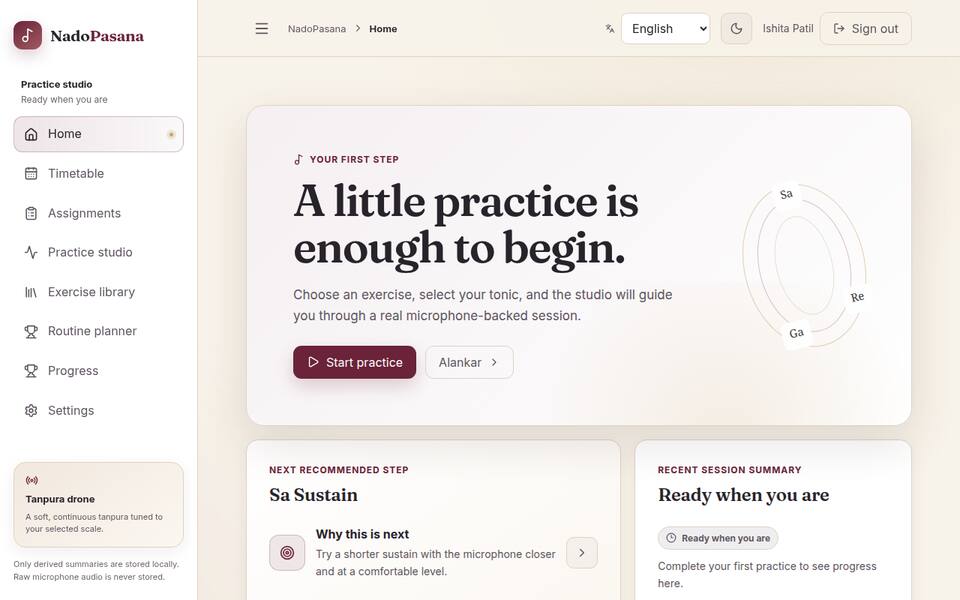 NadoPasana
Practice studio
Ready when you are
Home
Timetable
Assignments
Practice studio
Exercise library
Routine planner
Progress
Settings
Tanpura drone
A soft, continuous tanpura tuned to
your selected scale.
Only derived summaries are stored locally.
Raw microphone audio is never stored.
NadoPasana > Home
English
Ishita Patil
Sign out
YOUR FIRST STEP
A little practice is
enough to begin.
Choose an exercise, select your tonic, and the studio will guide
you through a real microphone-backed session.
Start practice
Alankar
Sa
Re
Ga
NEXT RECOMMENDED STEP
Sa Sustain
Why this is next
Try a shorter sustain with the microphone closer
and at a comfortable level.
RECENT SESSION SUMMARY
Ready when you are
Ready when you are
Complete your first practice to see progress
here.